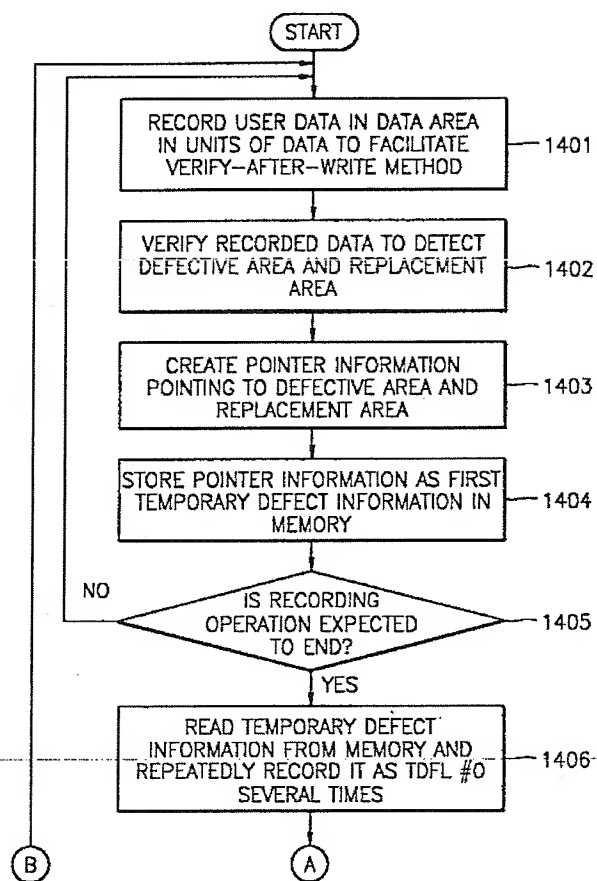 START
RECORD USER DATA IN DATA AREA
IN UNITS OF DATA TO FACILITATE
VERIFY-AFTER-WRITE METHOD
1401
VERIFY RECORDED DATA TO DETECT
DEFECTIVE AREA AND REPLACEMENT
AREA
1402
CREATE POINTER INFORMATION
POINTING TO DEFECTIVE AREA AND
REPLACEMENT AREA
1403
STORE POINTER INFORMATION AS FIRST
TEMPORARY DEFECT INFORMATION IN
MEMORY
1404
NO
IS RECORDING
OPERATION EXPECTED
TO END?
1405
YES
READ TEMPORARY DEFECT
INFORMATION FROM MEMORY AND
REPEATEDLY RECORD IT AS TDFL #0
SEVERAL TIMES
1406
B
A